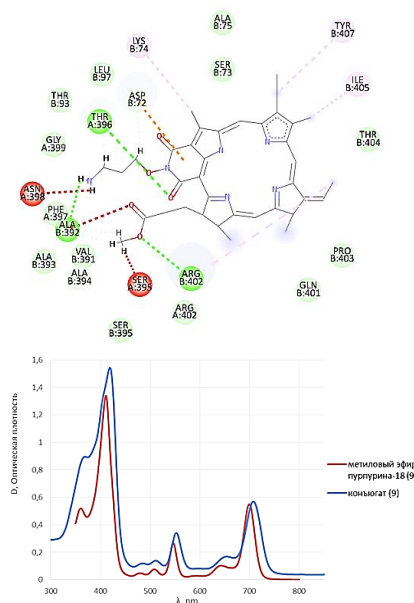 ALA
B:75
LYS
B:74
TYR
B:407
SER
B:73
ILE
B:405
LEU
B:97
ASP
B:72
THR
B:93
THR
A:396
GLY
A:399
THR
B:404
ASN
A:398
PHE
A:397
ALA
B:392
ALA
A:393
VAL
B:391
ALA
B:394
SER
A:395
ARG
B:402
ARG
A:402
PRO
B:403
GLN
B:401
SER
B:395
O
O
N
O
H
H
N
H
H
H
O
O
N
N
N
N
D, Оптическая плотность
1,6
1,4
1,2
1
0,8
0,6
0,4
0,2
0
300 400 500 600 700 800
λ, nm
метиловый эфир
пурпурина-18 (9
конъюгат (9)